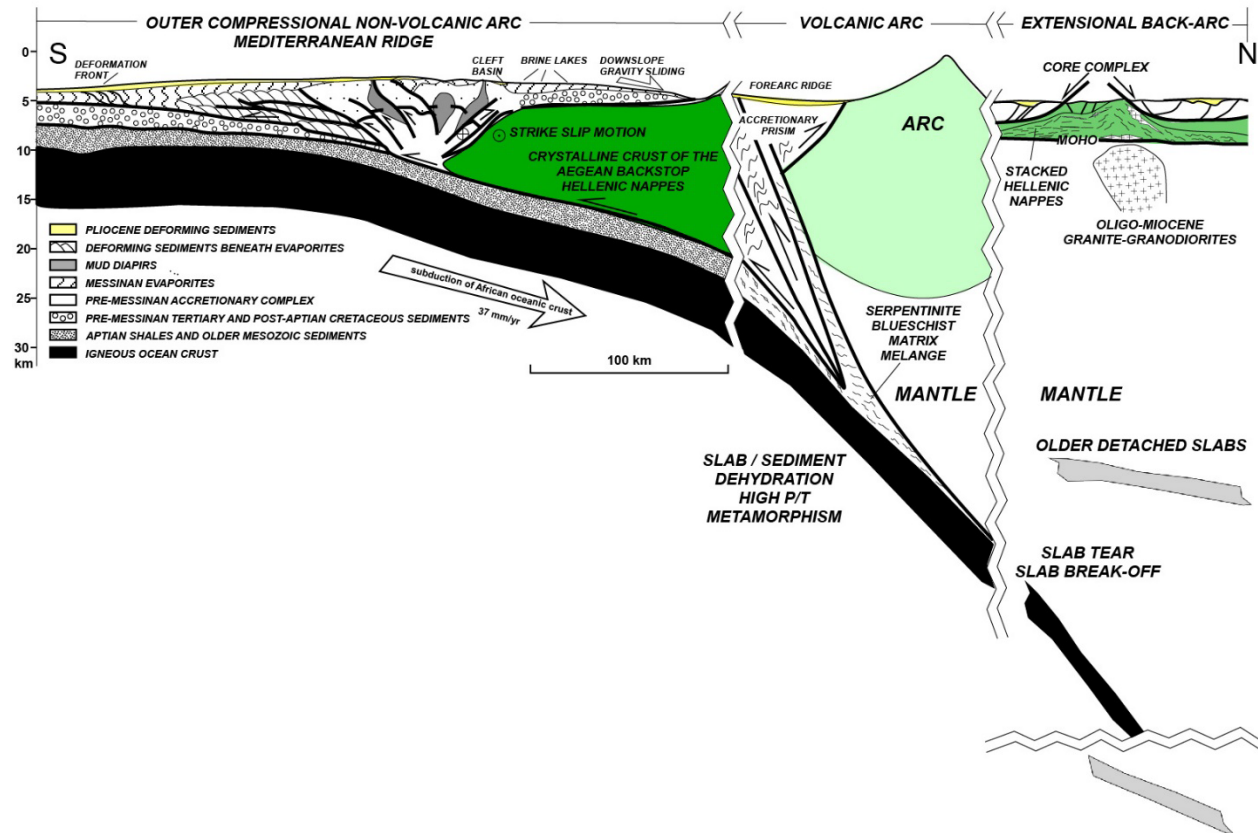 OUTER COMPRESSIONAL NON-VOLCANIC ARC
MEDITERRANEAN RIDGE
VOLCANIC ARC
EXTENSIONAL BACK-ARC
S
N
0
5
10
15
20
25
30
km
DEFORMATION
FRONT
CLEFT
BASIN
BRINE LAKES
DOWNSLOPE
GRAVITY SLIDING
FOREARC RIDGE
CORE COMPLEX
ACCRETIONARY
PRISIM
ARC
STRIKE SLIP MOTION
CRYSTALLINE CRUST OF THE
AEGEAN BACKSTOP
HELLENIC NAPPES
MOHO
STACKED
HELLENIC
NAPPES
OLIGO-MIOCENE
GRANITE-GRANODIORITES
PLIOCENE DEFORMING SEDIMENTS
DEFORMING SEDIMENTS BENEATH EVAPORITES
MUD DIAPIRS
MESSINAN EVAPORITES
PRE-MESSINAN ACCRETIONARY COMPLEX
PRE-MESSINAN TERTIARY AND POST-APTIAN CRETACEOUS SEDIMENTS
APTIAN SHALES AND OLDER MESOZOIC SEDIMENTS
IGNEOUS OCEAN CRUST
subduction of African oceanic crust
37 mm/yr
100 km
SERPENTINITE
BLUESCHIST
MATRIX
MELANGE
MANTLE
MANTLE
OLDER DETACHED SLABS
SLAB / SEDIMENT
DEHYDRATION
HIGH P/T
METAMORPHISM
SLAB TEAR
SLAB BREAK-OFF